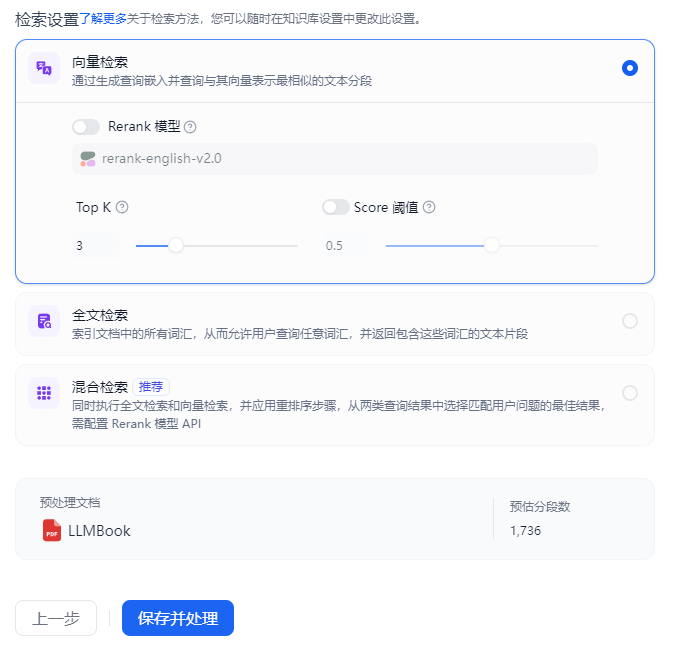 检索设置了解更多关于检索方法，您可以随时在知识库设置中更改此设置。
向量检索
通过生成查询嵌入并查询与其向量表示最相似的文本分段
Rerank 模型
rerank-english-v2.0
Top K Score 阈值
3 0.5
全文检索
索引文档中的所有词汇，从而允许用户查询任意词汇，并返回包含这些词汇的文本片段
混合检索 推荐
同时执行全文检索和向量检索，并应用重排序步骤，从两类查询结果中选择匹配用户问题的最佳结果，
需配置 Rerank 模型 API
预处理文档 预估分段数
PDF LLMBook 1,736
上一步 保存并处理